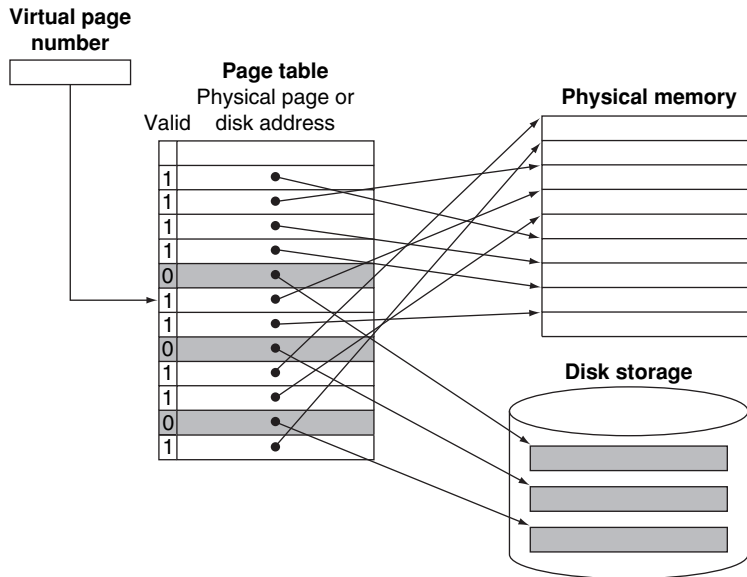 Virtual page
number
Page table
Physical page or
disk address
Valid
Physical memory
1
1
1
1
0
1
1
0
1
1
0
1
Disk storage